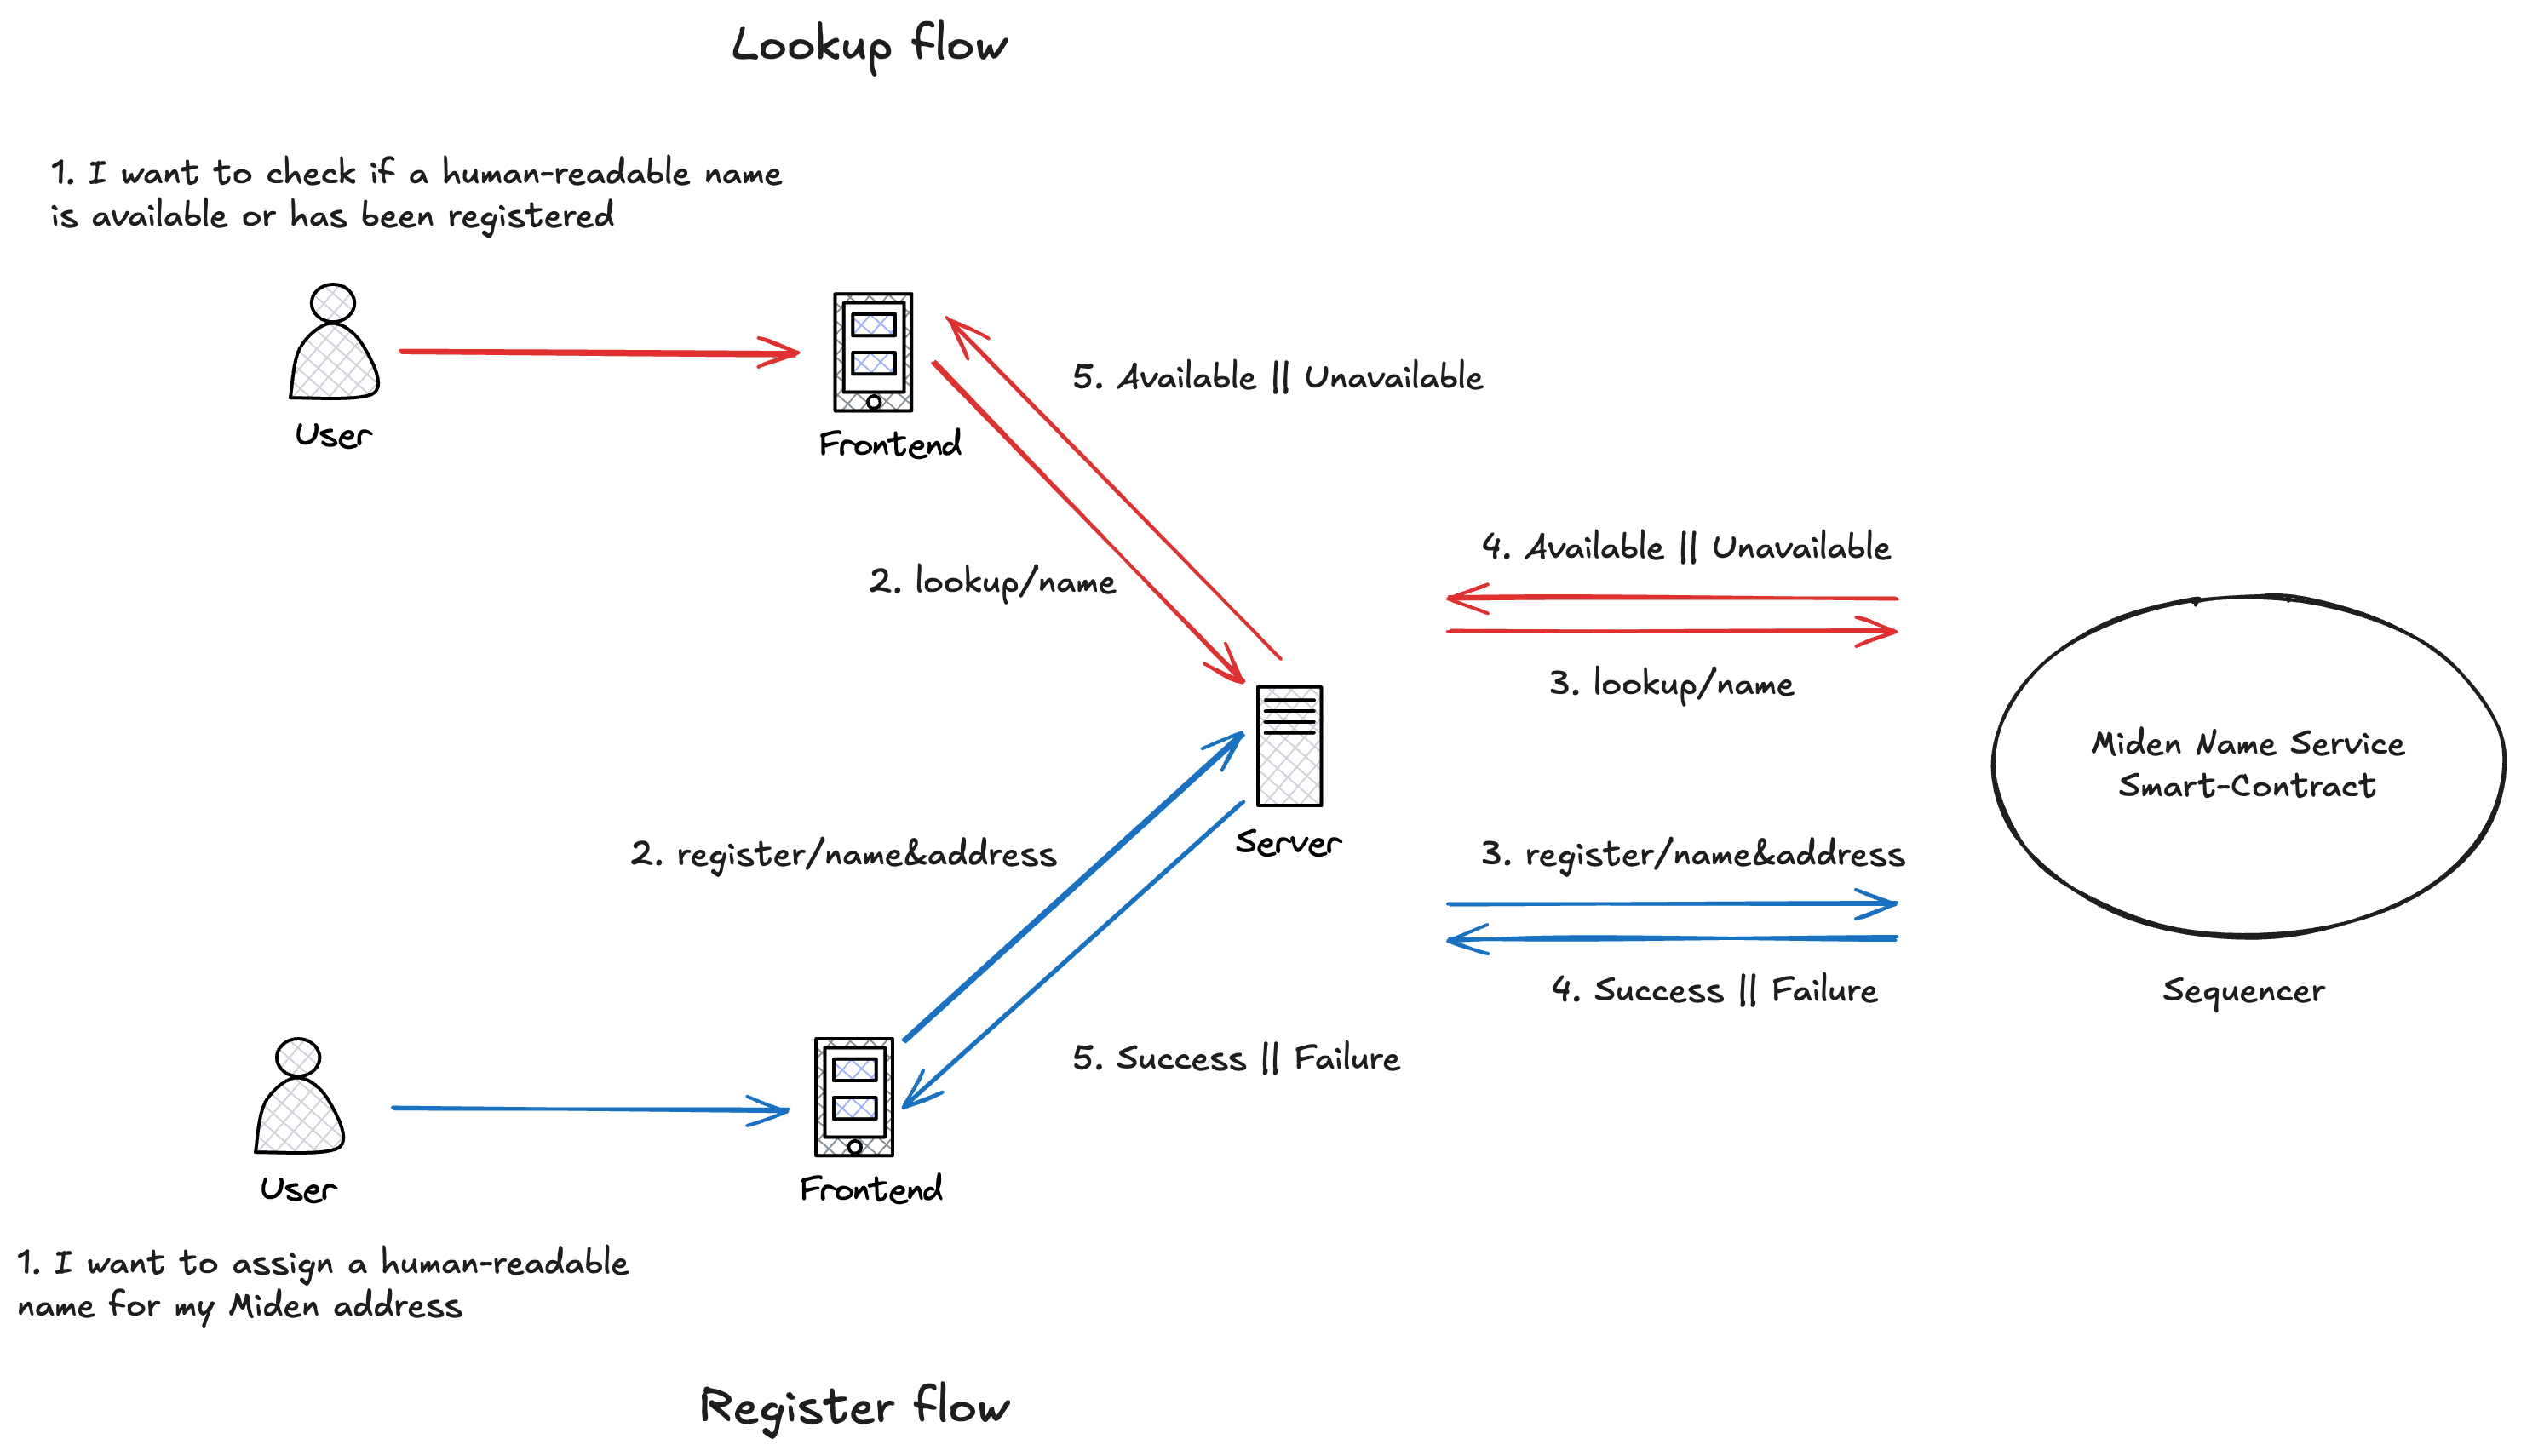 Lookup flow
1. I want to check if a human-readable name
is available or has been registered
User
Frontend
5. Available || Unavailable
2. lookup/name
4. Available || Unavailable
3. lookup/name
Miden Name Service
Smart-Contract
Server
2. register/name&address
3. register/name&address
4. Success || Failure
Sequencer
5. Success || Failure
User
Frontend
1. I want to assign a human-readable
name for my Miden address
Register flow